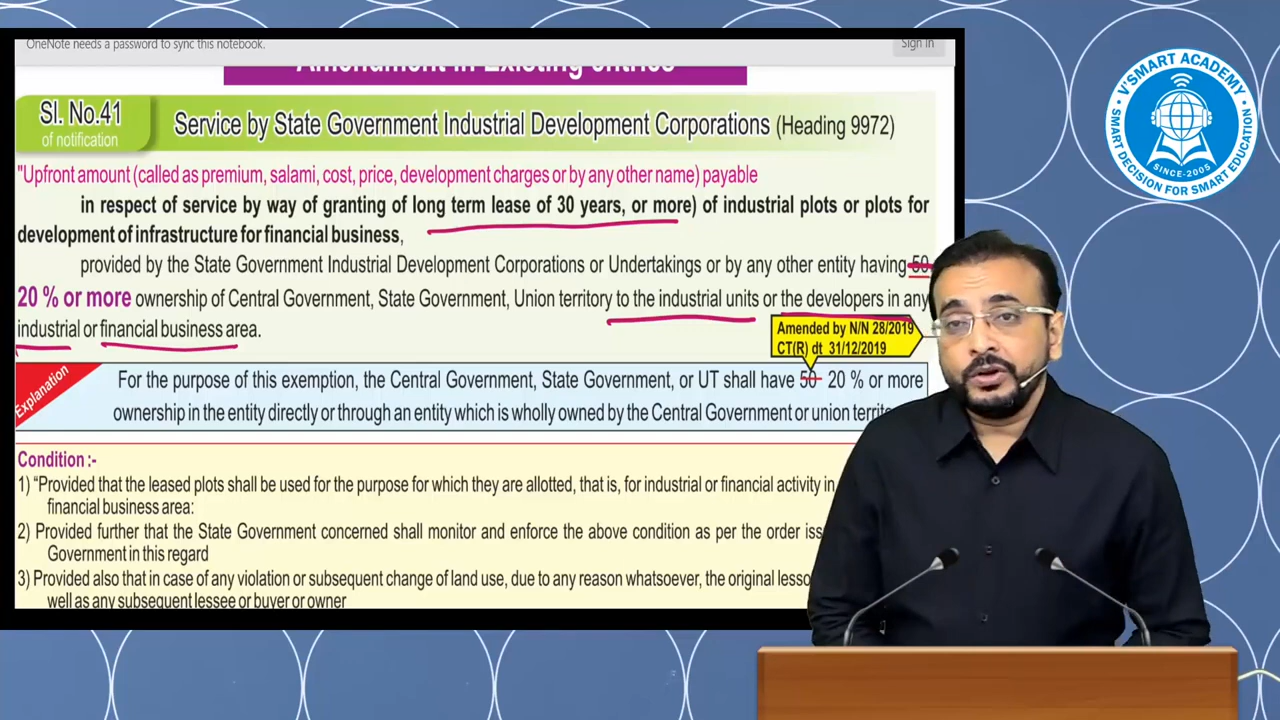 OneNote needs a password to sync this notebook.
Sign in
Amendment in Existing entries
Sl. No.41
of notification
Service by State Government Industrial Development Corporations (Heading 9972)
"Upfront amount (called as premium, salami, cost, price, development charges or by any other name) payable
in respect of service by way of granting of long term lease of 30 years, or more) of industrial plots or plots for
development of infrastructure for financial business,
provided by the State Government Industrial Development Corporations or Undertakings or by any other entity having 50
20 % or more ownership of Central Government, State Government, Union territory to the industrial units or the developers in any
industrial or financial business area.
Amended by N/N 28/2019
CT(R) dt 31/12/2019
Explanation
For the purpose of this exemption, the Central Government, State Government, or UT shall have 50 20 % or more
ownership in the entity directly or through an entity which is wholly owned by the Central Government or union
Condition :-
1) “Provided that the leased plots shall be used for the purpose for which they are allotted, that is, for industrial or financial activity in
financial business area:
2) Provided further that the State Government concerned shall monitor and enforce the above condition as per the order
Government in this regard
3) Provided also that in case of any violation or subsequent change of land use, due to any reason whatsoever, the original
well as any subsequent lessee or buyer or owner
V'SMART ACADEMY
SINCE-2005
SMART DECISION FOR SMART EDUCATION